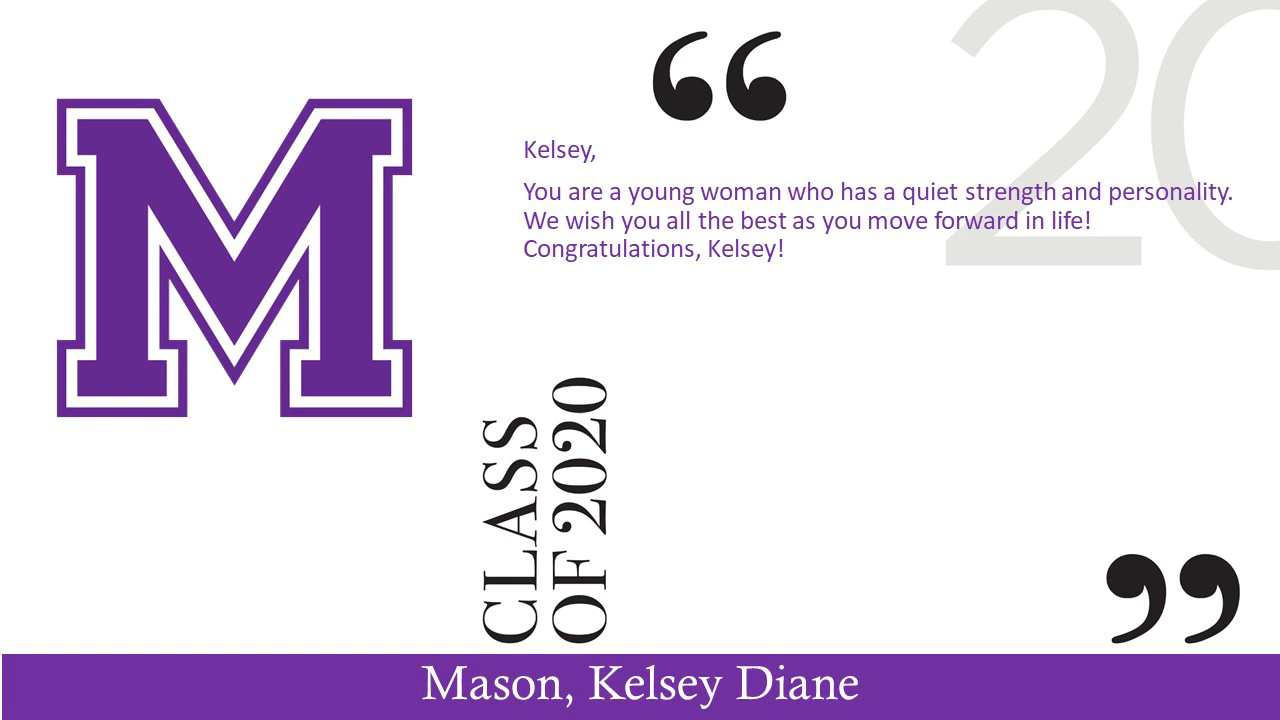 “
20
M
Kelsey,
You are a young woman who has a quiet strength and personality.
We wish you all the best as you move forward in life!
Congratulations, Kelsey!
CLASS
OF 2020
”
Mason, Kelsey Diane